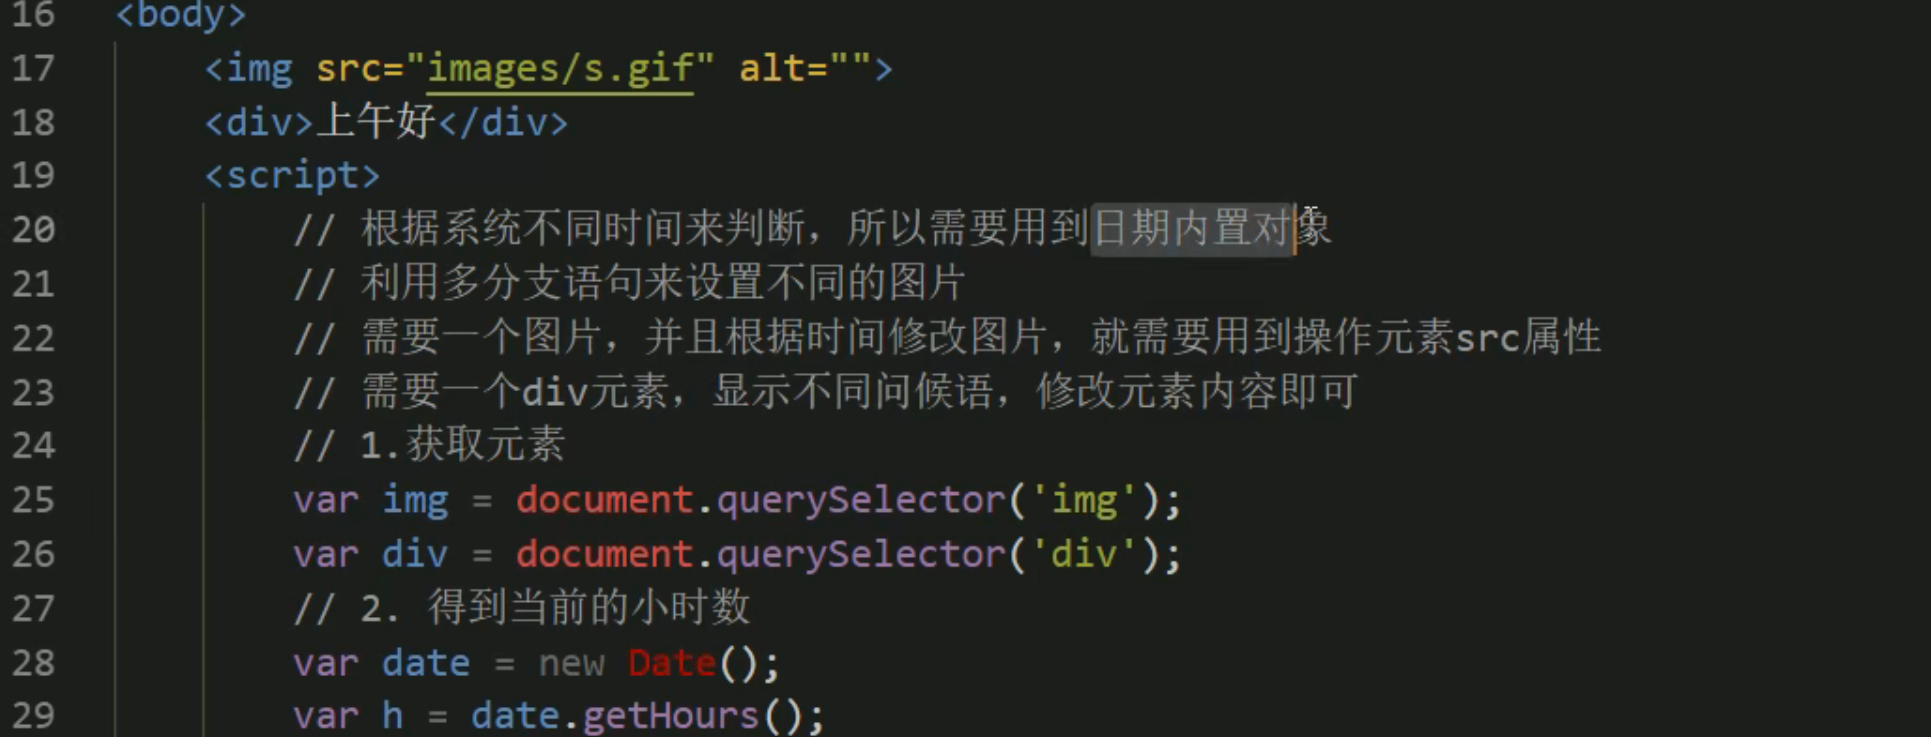 16 <body>
17 <img src="images/s.gif" alt="">
18 <div>上午好</div>
19 <script>
20 // 根据系统不同时间来判断，所以需要用到日期内置对象
21 // 利用多分支语句来设置不同的图片
22 // 需要一个图片，并且根据时间修改图片，就需要用到操作元素src属性
23 // 需要一个div元素，显示不同问候语，修改元素内容即可
24 // 1.获取元素
25 var img = document.querySelector('img');
26 var div = document.querySelector('div');
27 // 2. 得到当前的小时数
28 var date = new Date();
29 var h = date.getHours();